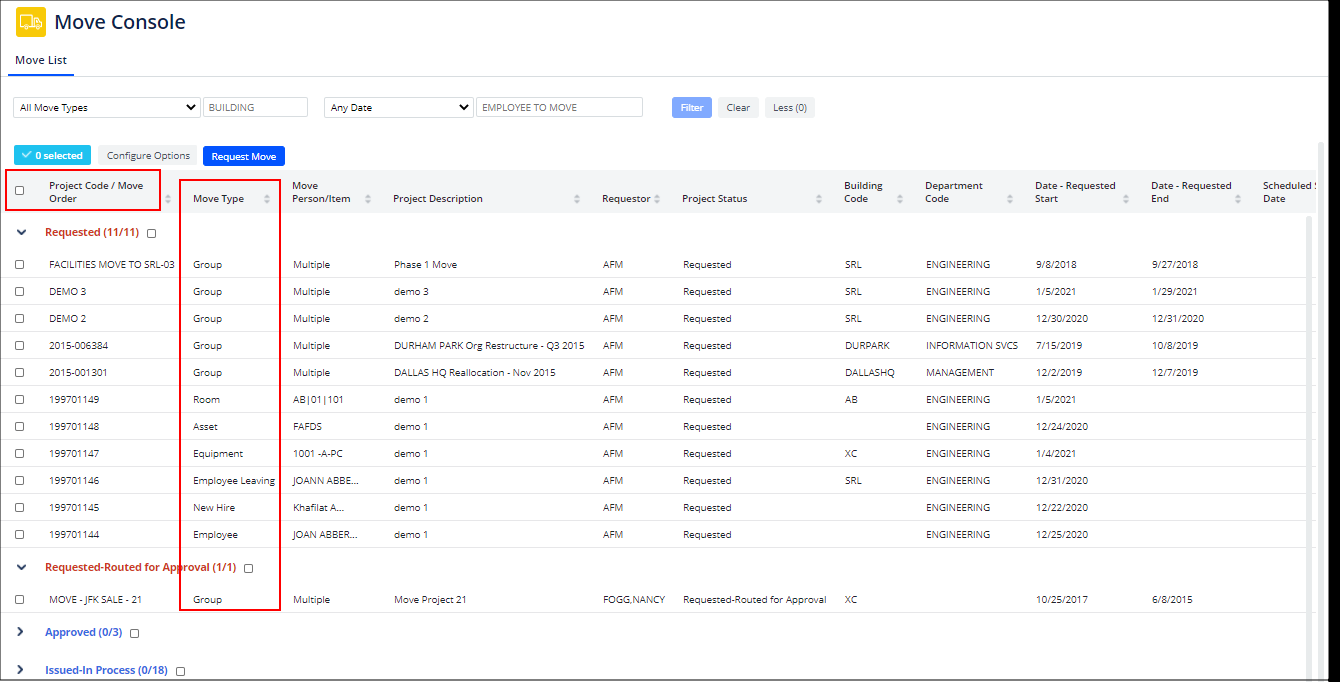 Move Console
Move List
All Move Types BUILDING Any Date EMPLOYEE TO MOVE Filter Clear Less (0)
0 selected Configure Options Request Move
Project Code / Move Order Move Type Move Person/Item Project Description Requestor Project Status Building Code Department Code Date - Requested Start Date - Requested End Scheduled Date
Requested (11/11)
FACILITIES MOVE TO SRL-03 Group Multiple Phase 1 Move AFM Requested SRL ENGINEERING 9/8/2018 9/27/2018
DEMO 3 Group Multiple demo 3 AFM Requested SRL ENGINEERING 1/5/2021 1/29/2021
DEMO 2 Group Multiple demo 2 AFM Requested SRL ENGINEERING 12/30/2020 12/31/2020
2015-006384 Group Multiple DURHAM PARK Org Restructure - Q3 2015 AFM Requested DURPARK INFORMATION SVCS 7/15/2019 10/8/2019
2015-001301 Group Multiple DALLAS HQ Reallocation - Nov 2015 AFM Requested DALLASHQ MANAGEMENT 12/2/2019 12/7/2019
199701149 Room AB|01|101 demo 1 AFM Requested AB ENGINEERING 1/5/2021
199701148 Asset FAFDS demo 1 AFM Requested ENGINEERING 12/24/2020
199701147 Equipment 1001 -A-PC demo 1 AFM Requested XC ENGINEERING 1/4/2021
199701146 Employee Leaving JOANN ABBE... demo 1 AFM Requested SRL ENGINEERING 12/31/2020
199701145 New Hire Khafilat A... demo 1 AFM Requested ENGINEERING 12/22/2020
199701144 Employee JOAN ABBER... demo 1 AFM Requested ENGINEERING 12/25/2020
Requested-Routed for Approval (1/1)
MOVE - JFK SALE - 21 Group Multiple Move Project 21 FOGG,NANCY Requested-Routed for Approval XC 10/25/2017 6/8/2015
Approved (0/3)
Issued-In Process (0/18)